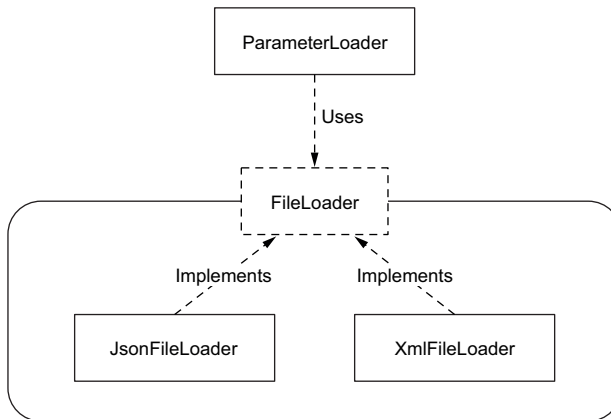 ParameterLoader
Uses
FileLoader
Implements
Implements
JsonFileLoader
XmlFileLoader